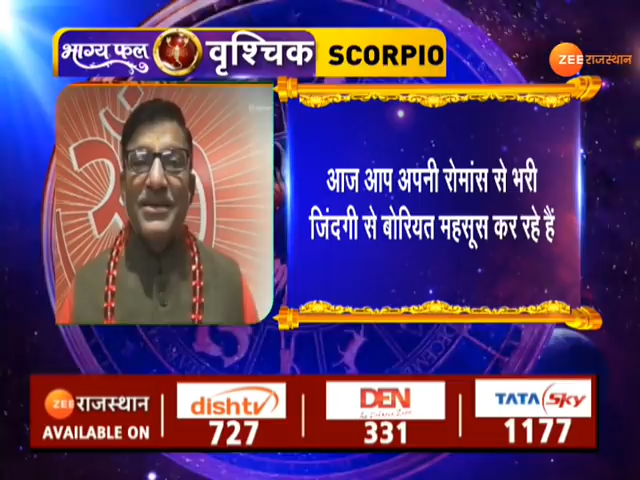 भाग्य फल
वृश्चिक SCORPIO
ZEE राजस्थान
आज आप अपनी रोमांस से भरी
जिंदगी से बोरियत महसूस कर रहे हैं
ZEE राजस्थान
AVAILABLE ON
dishtv
727
DEN
331
TATA Sky
1177